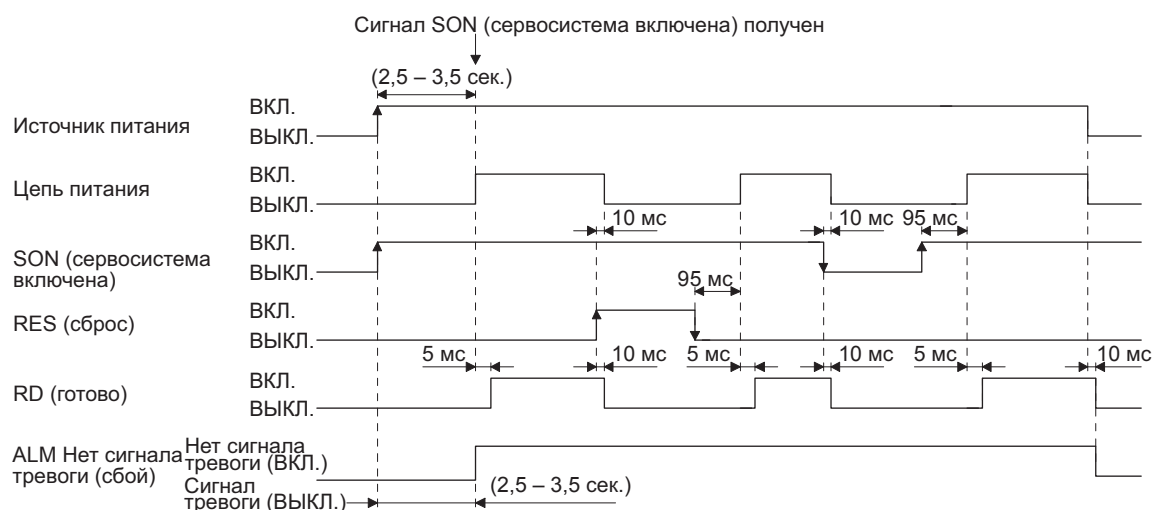 Сигнал SON (сервосистема включена) получен
(2,5 – 3,5 сек.)
Источник питания
ВКЛ.
ВЫКЛ.
Цепь питания
ВКЛ.
ВЫКЛ.
10 мс
10 мс
95 мс
SON (сервосистема
включена)
ВКЛ.
ВЫКЛ.
95 мс
RES (сброс)
ВКЛ.
ВЫКЛ.
5 мс
10 мс
5 мс
10 мс
5 мс
10 мс
RD (готово)
ВКЛ.
ВЫКЛ.
ALM Нет сигнала
тревоги (сбой)
Нет сигнала
тревоги (ВКЛ.)
Сигнал
тревоги (ВЫКЛ.)
(2,5 – 3,5 сек.)